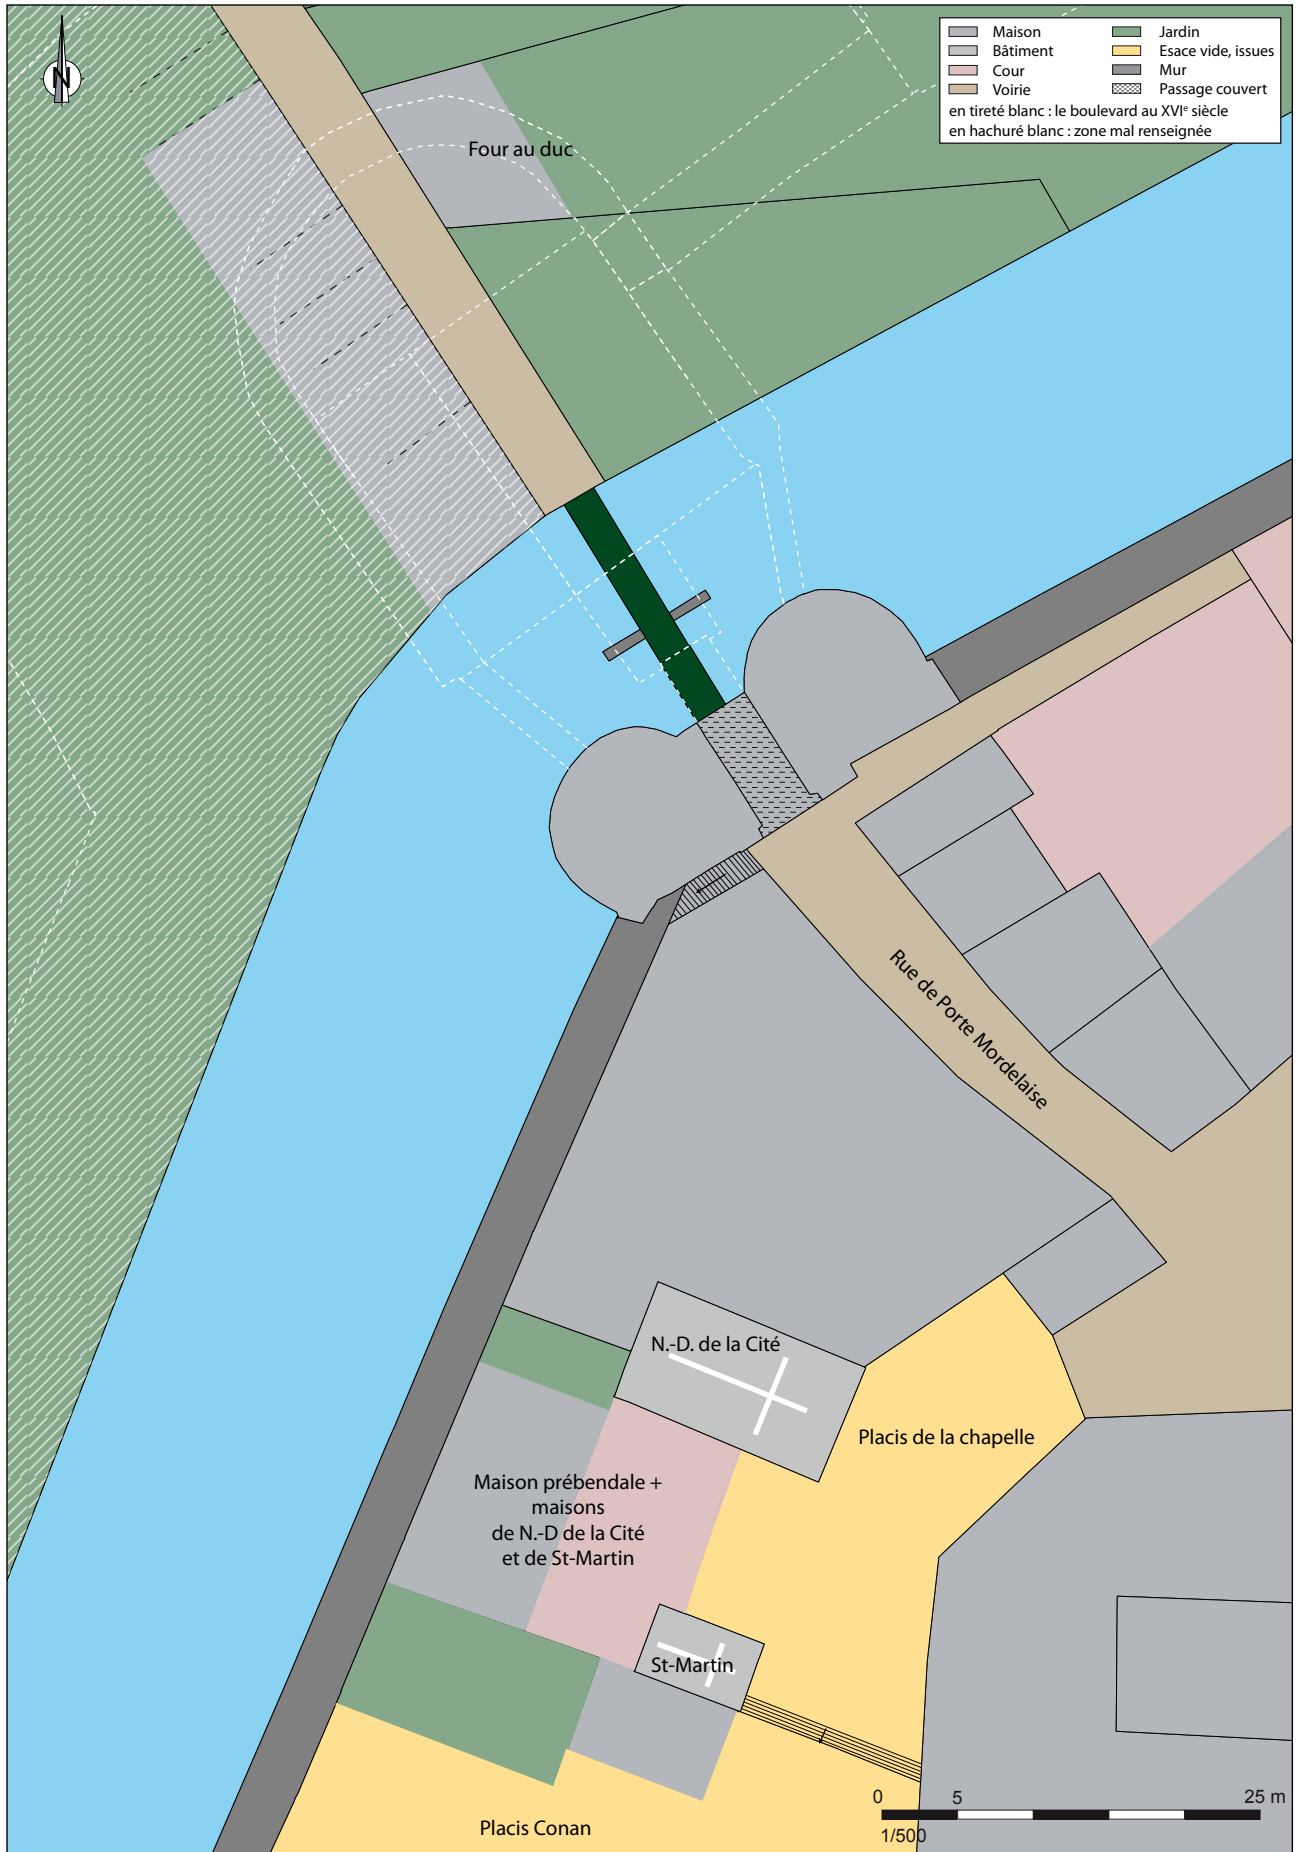 N
Maison
Bâtiment
Cour
Voirie
Jardin
Esace vide, issues
Mur
Passage couvert
en tireté blanc : le boulevard au XVIᵉ siècle
en hachuré blanc : zone mal renseignée
Four au duc
Rue de Porte Mordelaise
N.-D. de la Cité
Placis de la chapelle
Maison prébendale +
maisons
de N.-D de la Cité
et de St-Martin
St-Martin
Placis Conan
0 5 25 m
1/500